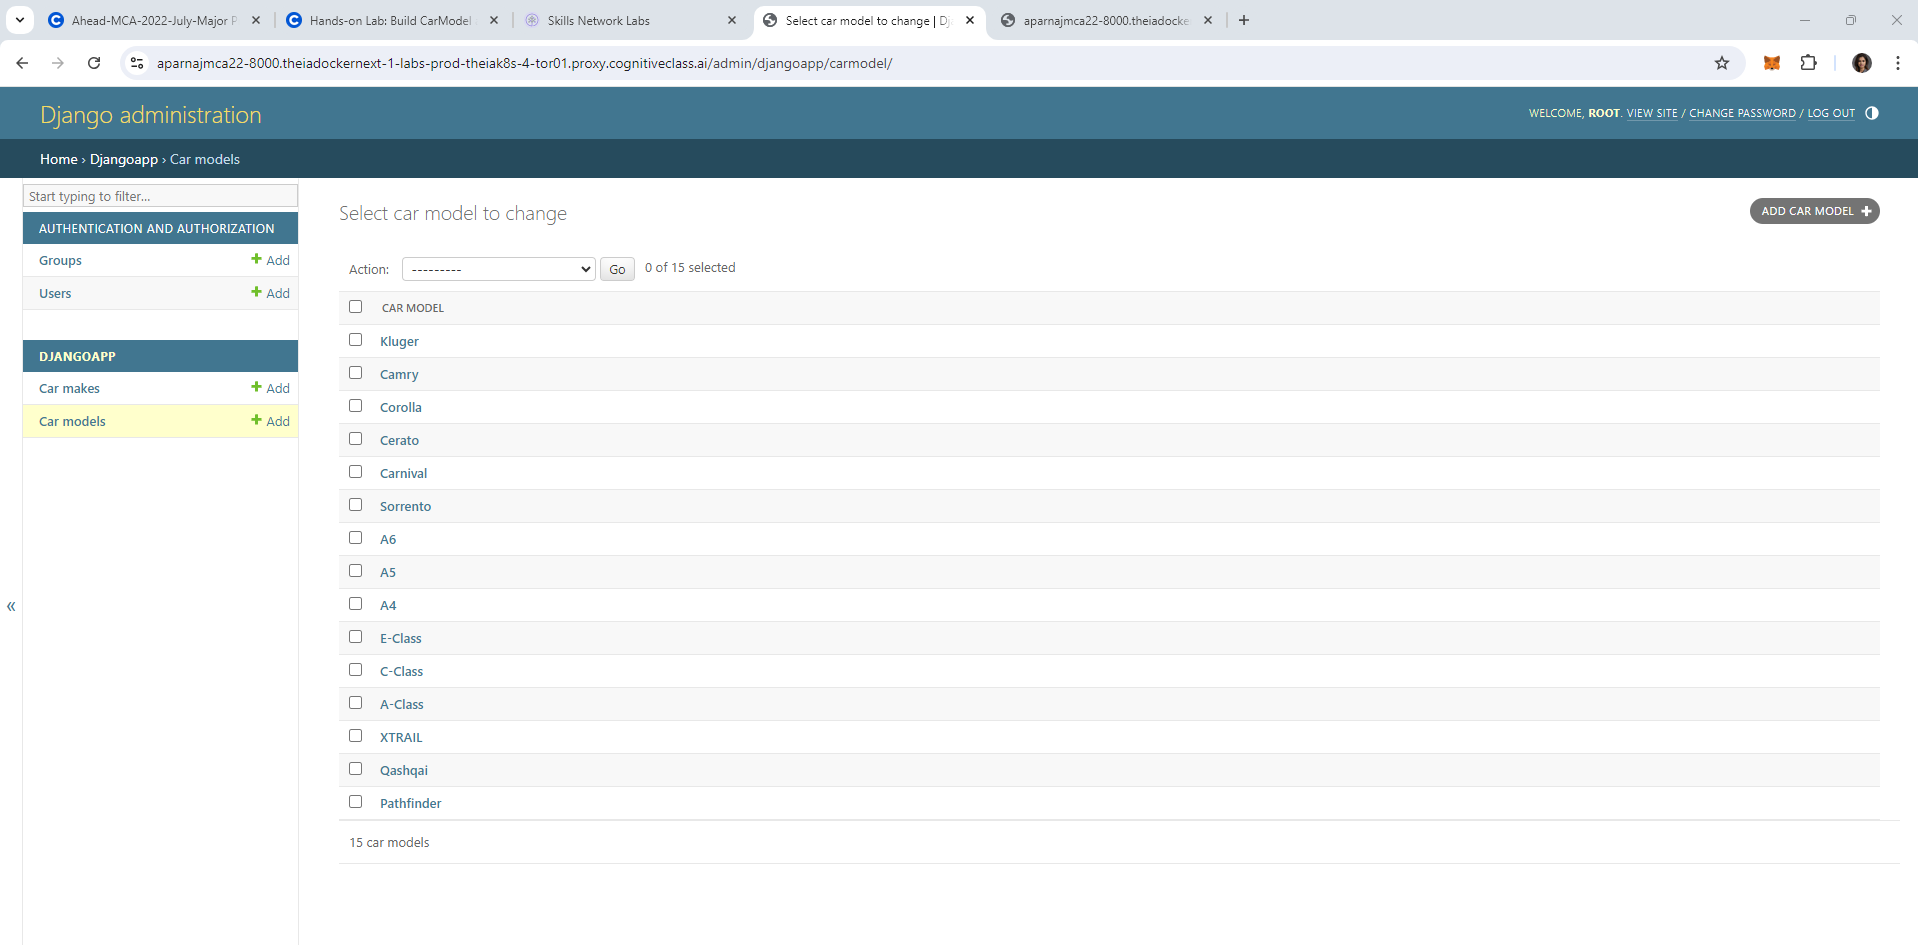 Ahead-MCA-2022-July-Major P
Hands-on Lab: Build CarModel
Skills Network Labs
Select car model to change | Dj
aparnajmca22-8000.theiadocke
aparnajmca22-8000.theiadockernext-1-labs-prod-theiak8s-4-tor01.proxy.cognitiveclass.ai/admin/djangoapp/carmodel/
Django administration
WELCOME, ROOT. VIEW SITE / CHANGE PASSWORD / LOG OUT
Home › Djangoapp › Car models
Start typing to filter...
AUTHENTICATION AND AUTHORIZATION
Groups + Add
Users + Add
DJANGOAPP
Car makes + Add
Car models + Add
«
Select car model to change
ADD CAR MODEL +
Action: --------- Go 0 of 15 selected
CAR MODEL
Kluger
Camry
Corolla
Cerato
Carnival
Sorrento
A6
A5
A4
E-Class
C-Class
A-Class
XTRAIL
Qashqai
Pathfinder
15 car models